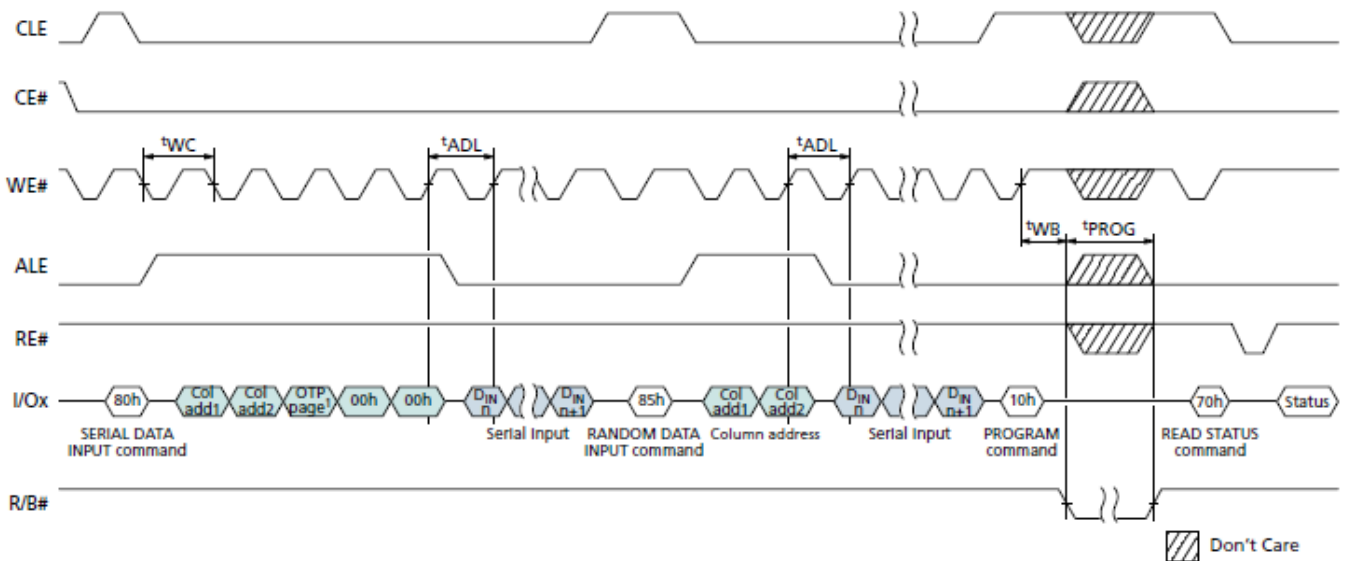 CLE
CE#
tWC
tADL
tADL
WE#
tWB
tPROG
ALE
RE#
I/Ox
80h
Col add1
Col add2
OTP page1
00h
00h
DIN n
DIN n+1
85h
Col add1
Col add2
DIN n
DIN n+1
10h
70h
Status
SERIAL DATA
INPUT command
Serial input
RANDOM DATA
INPUT command
Column address
Serial input
PROGRAM
command
READ STATUS
command
R/B#
Don't Care